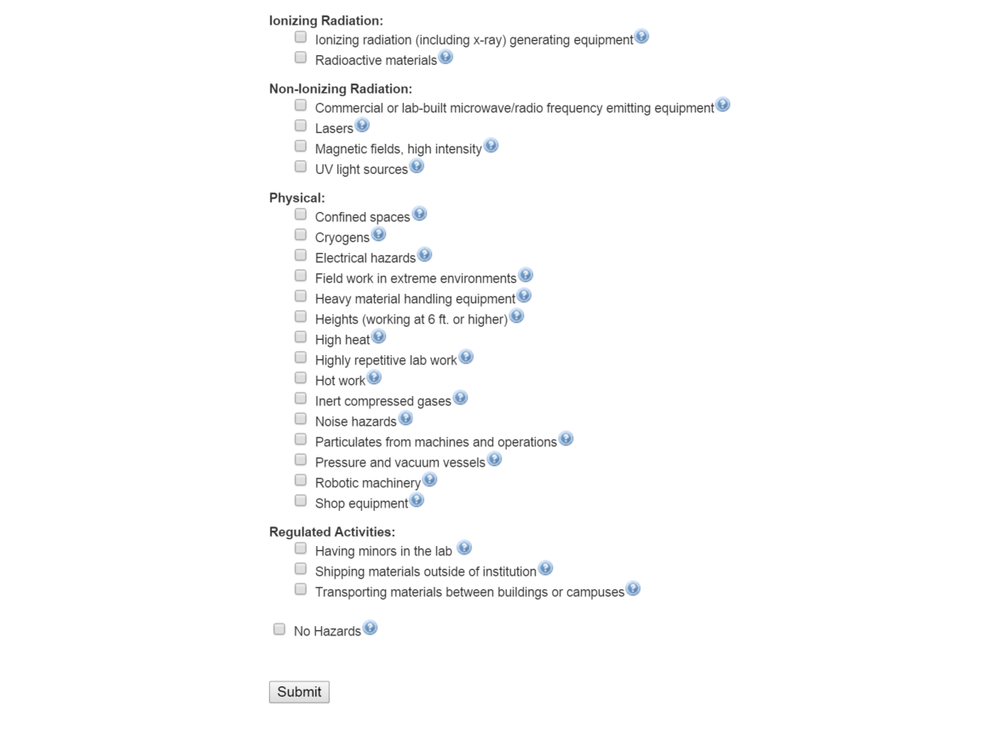 Ionizing Radiation:
Ionizing radiation (including x-ray) generating equipment
Radioactive materials
Non-Ionizing Radiation:
Commercial or lab-built microwave/radio frequency emitting equipment
Lasers
Magnetic fields, high intensity
UV light sources
Physical:
Confined spaces
Cryogens
Electrical hazards
Field work in extreme environments
Heavy material handling equipment
Heights (working at 6 ft. or higher)
High heat
Highly repetitive lab work
Hot work
Inert compressed gases
Noise hazards
Particulates from machines and operations
Pressure and vacuum vessels
Robotic machinery
Shop equipment
Regulated Activities:
Having minors in the lab
Shipping materials outside of institution
Transporting materials between buildings or campuses
No Hazards
Submit